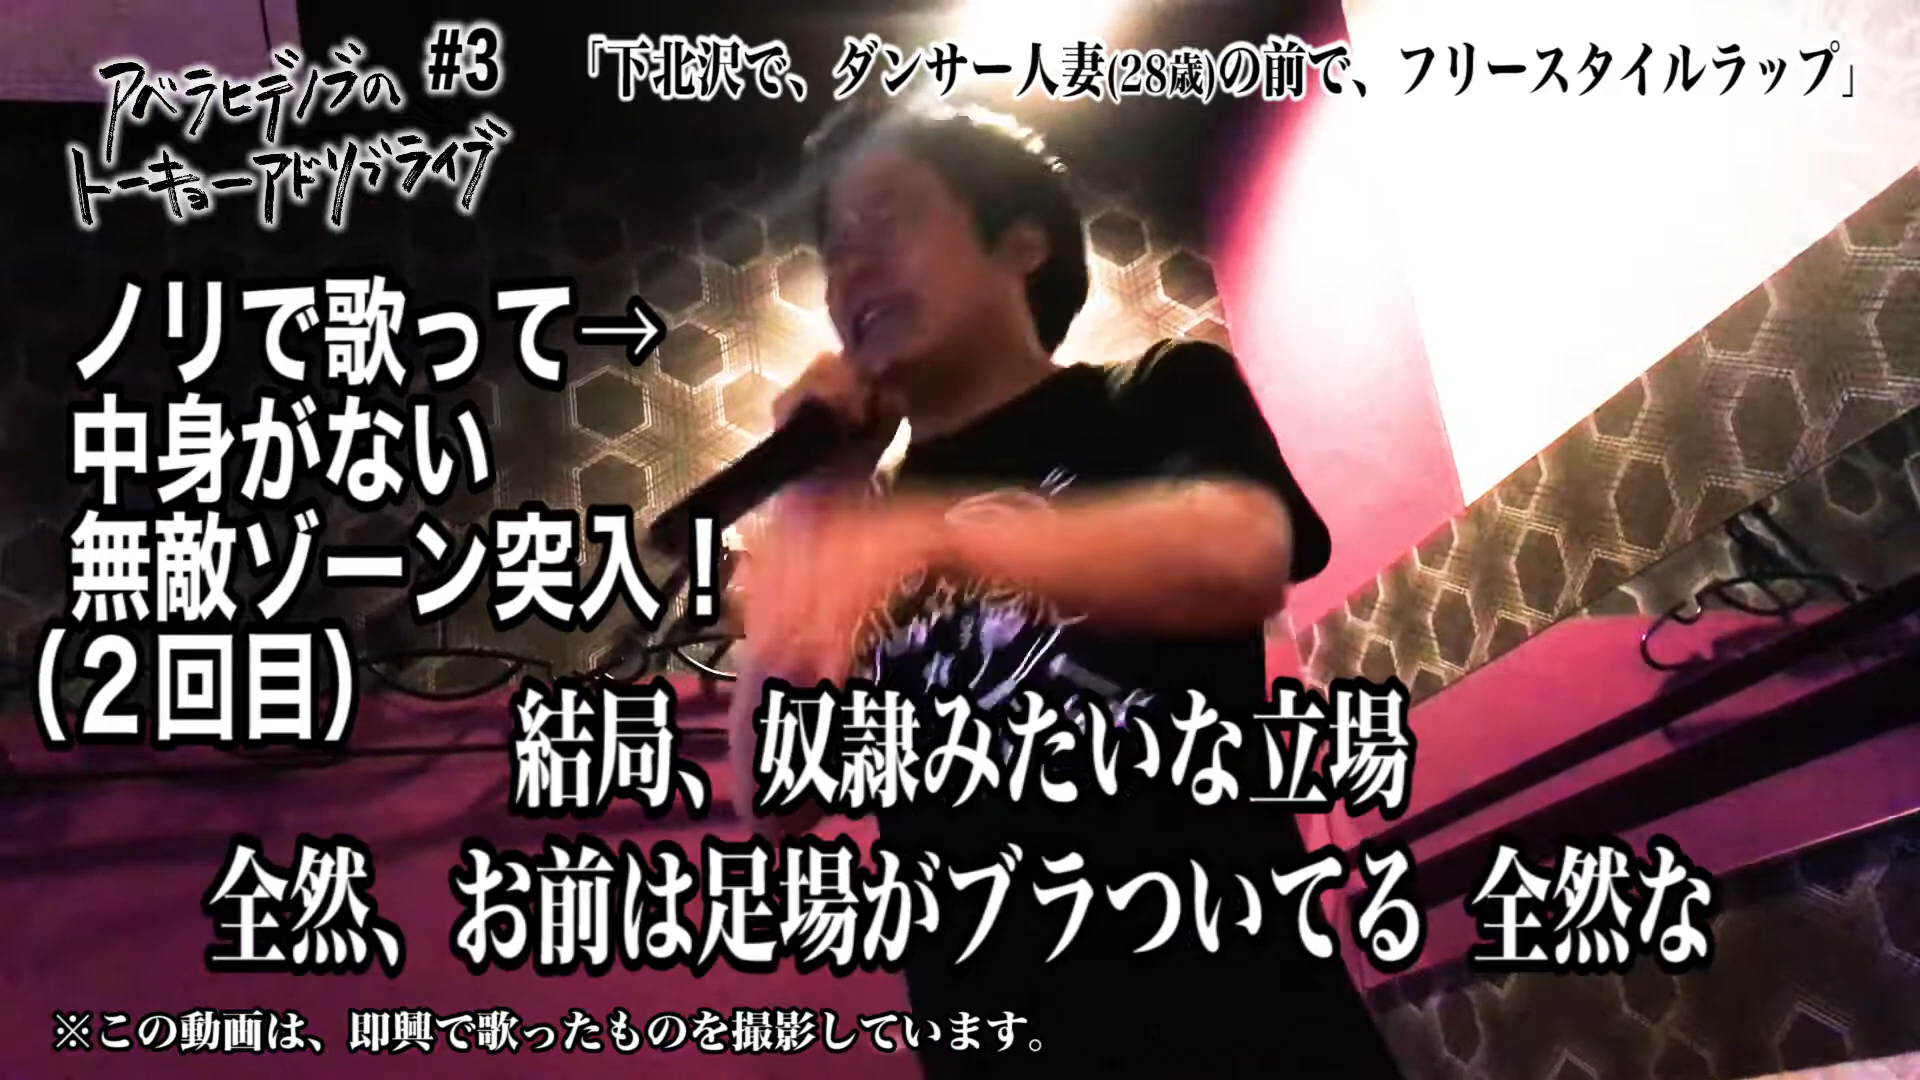 アベラヒデノブの
トーキョーアドリブライブ
#3
「下北沢で、ダンサー人妻(28歳)の前で、フリースタイルラップ」
ノリで歌って→
中身がない
無敵ゾーン突入！
(２回目)
結局、奴隷みたいな立場
全然、お前は足場がブラついてる 全然な
※この動画は、即興で歌ったものを撮影しています。